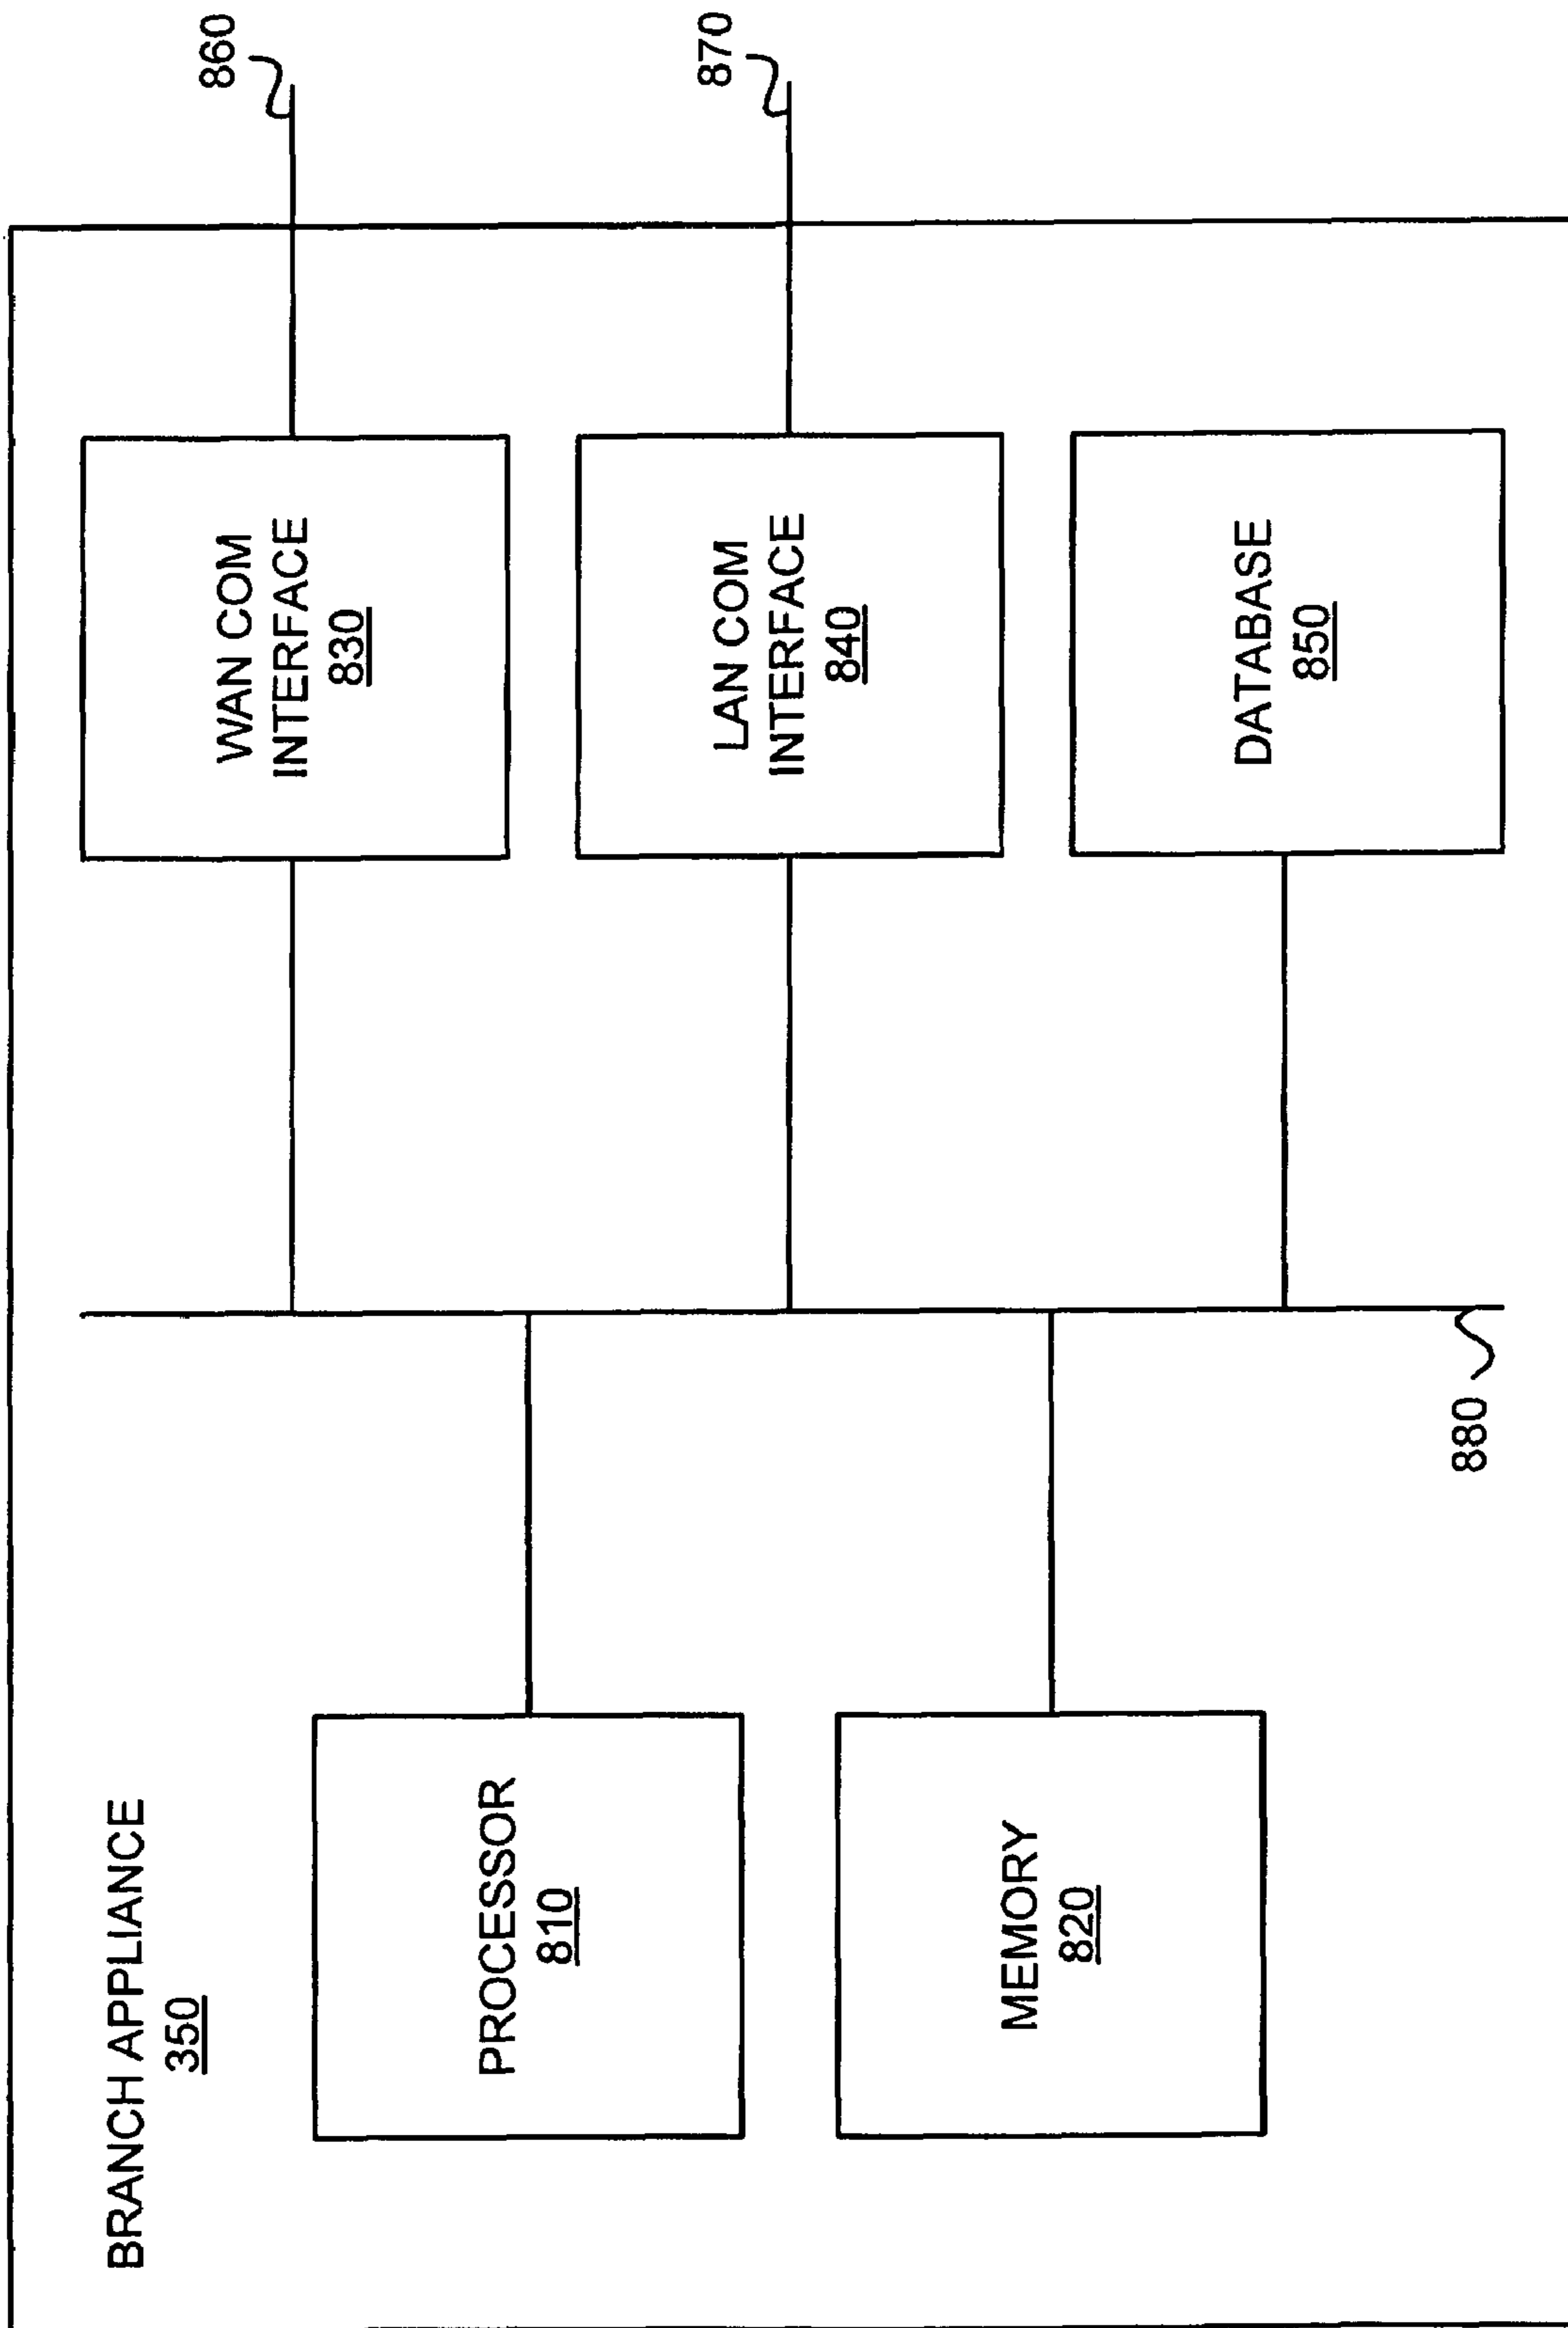 BRANCH APPLIANCE
350
PROCESSOR
810
MEMORY
820
880
WAN COM
INTERFACE
830
LAN COM
INTERFACE
840
DATABASE
850
860
870